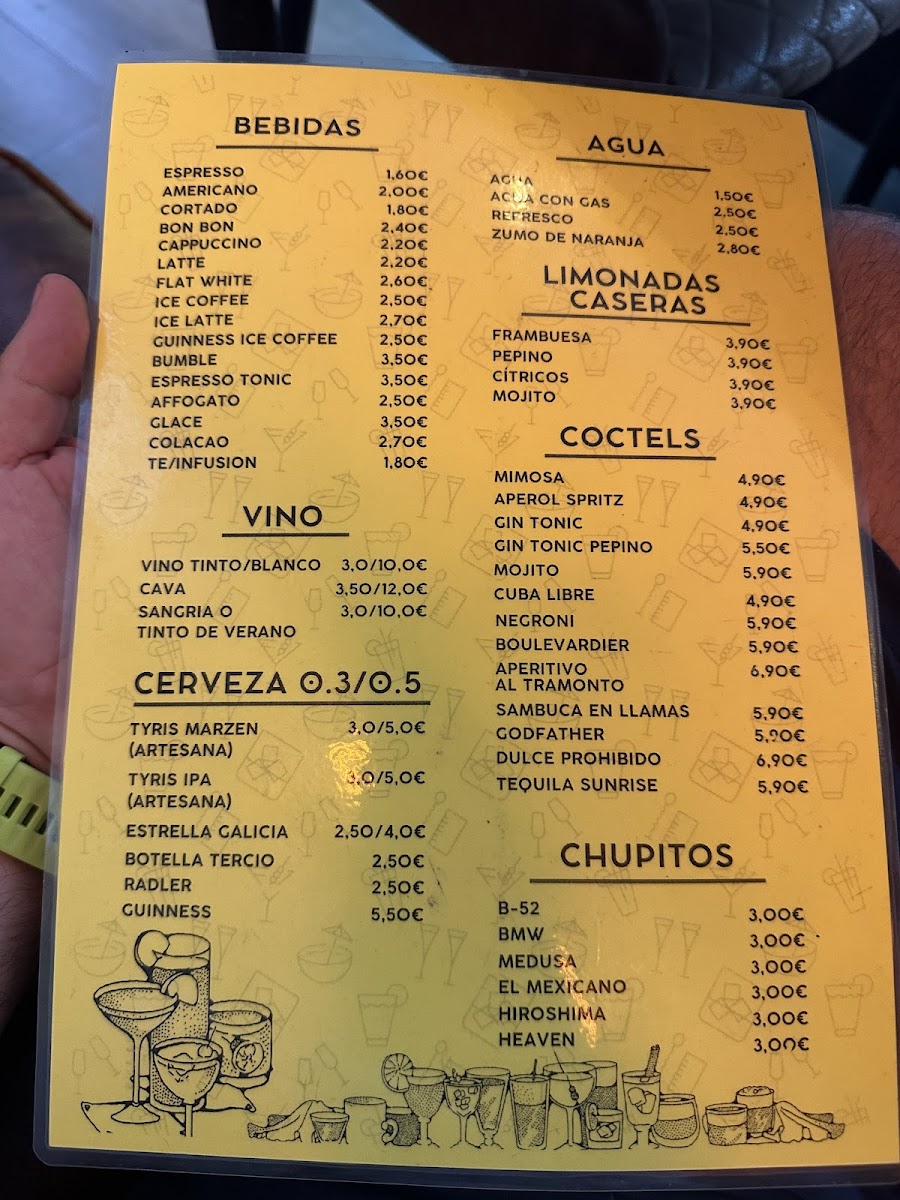 BEBIDAS
ESPRESSO 1,60€
AMERICANO 2,00€
CORTADO 1,80€
BON BON 2,40€
CAPPUCCINO 2,20€
LATTE 2,20€
FLAT WHITE 2,60€
ICE COFFEE 2,50€
ICE LATTE 2,70€
GUINNESS ICE COFFEE 2,50€
BUMBLE 3,50€
ESPRESSO TONIC 3,50€
AFFOGATO 2,50€
GLACE 3,50€
COLACAO 2,70€
TE/INFUSION 1,80€
VINO
VINO TINTO/BLANCO 3,0/10,0€
CAVA 3,50/12,0€
SANGRIA O 3,0/10,0€
TINTO DE VERANO
CERVEZA 0.3/0.5
TYRIS MARZEN 3,0/5,0€
(ARTESANA)
TYRIS IPA 3,0/5,0€
(ARTESANA)
ESTRELLA GALICIA 2,50/4,0€
BOTELLA TERCIO 2,50€
RADLER 2,50€
GUINNESS 5,50€
AGUA
AGUA 1,50€
AGUA CON GAS 2,50€
REFRESCO 2,50€
ZUMO DE NARANJA 2,80€
LIMONADAS
CASERAS
FRAMBUESA 3,90€
PEPINO 3,90€
CÍTRICOS 3,90€
MOJITO 3,90€
COCTELS
MIMOSA 4,90€
APEROL SPRITZ 4,90€
GIN TONIC 4,90€
GIN TONIC PEPINO 5,50€
MOJITO 5,90€
CUBA LIBRE 4,90€
NEGRONI 5,90€
BOULEVARDIER 5,90€
APERITIVO 6,90€
AL TRAMONTO
SAMBUCA EN LLAMAS 5,90€
GODFATHER 5,90€
DULCE PROHIBIDO 6,90€
TEQUILA SUNRISE 5,90€
CHUPITOS
B-52 3,00€
BMW 3,00€
MEDUSA 3,00€
EL MEXICANO 3,00€
HIROSHIMA 3,00€
HEAVEN 3,00€